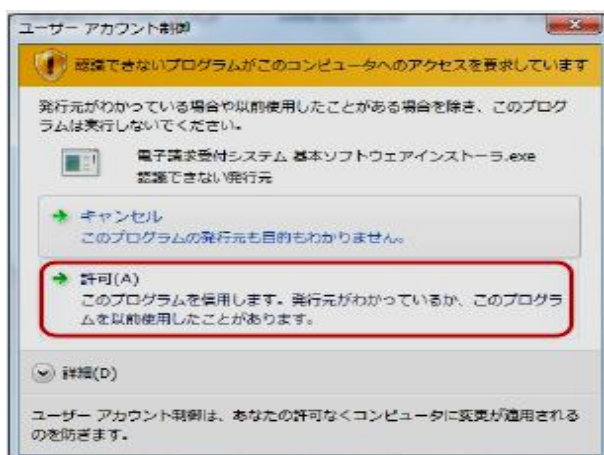 ユーザー アカウント制御
認識できないプログラムがこのコンピュータへのアクセスを要求しています
発行元がわかっている場合や以前使用したことがある場合を除き、このプログ
ラムは実行しないでください。
電子請求受付システム 基本ソフトウェアインストーラ.exe
認識できない発行元
キャンセル
このプログラムの発行元も目的もわかりません。
許可(A)
このプログラムを信用します。発行元がわかっているか、このプログラ
ムを以前使用したことがあります。
詳細(D)
ユーザー アカウント制御は、あなたの許可なくコンピュータに変更が適用される
のを防ぎます。